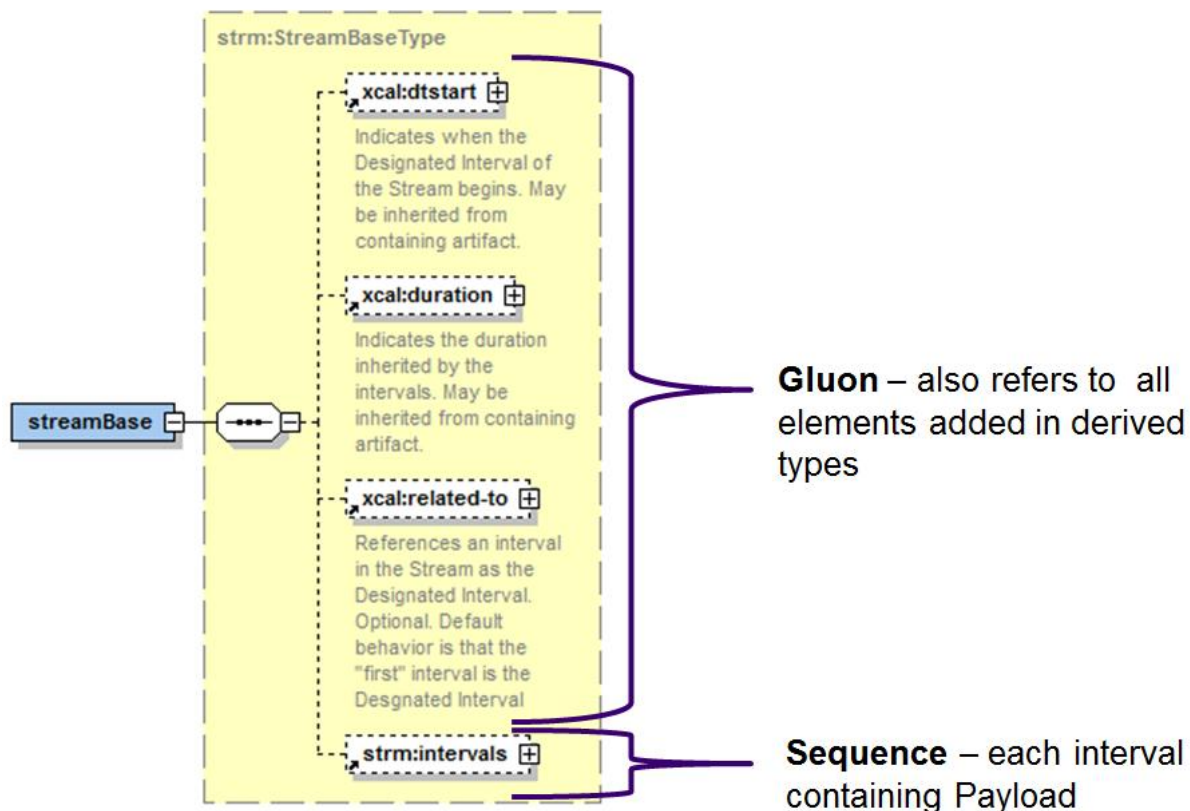 strm:StreamBaseType
xcal:dtstart
Indicates when the
Designated Interval of
the Stream begins. May
be inherited from
containing artifact.
xcal:duration
Indicates the duration
inherited by the
intervals. May be
inherited from containing
artifact.
streamBase
xcal:related-to
References an interval
in the Stream as the
Designated Interval.
Optional. Default
behavior is that the
"first" interval is the
Desgnated Interval
strm:intervals
Gluon – also refers to all
elements added in derived
types
Sequence – each interval
containing Payload